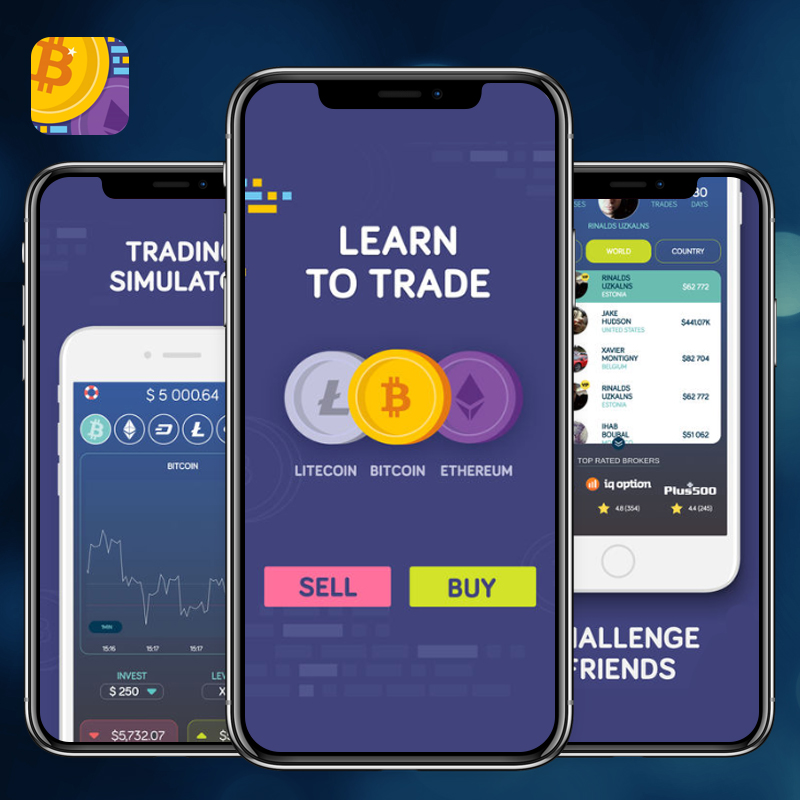 TRADING
SIMULATO
$ 5 000.64
BITCOIN
1MIN
15:16 15:17 15:17
INVEST
$ 250
$5,732.07
LEARN
TO TRADE
LITECOIN BITCOIN ETHEREUM
SELL BUY
TRADES DAYS
RINALDS UZKALNS
WORLD COUNTRY
RINALDS
UZKALNS
ESTONIA
$62 772
JAKE
HUDSON
UNITED STATES
$441,07K
XAVIER
MONTIGNY
BELGIUM
$82 704
RINALDS
UZKALNS
ESTONIA
$62 772
IHAB
BOUBAL
$51 062
TOP RATED BROKERS
iq option Plus500
4.8 (354) 4.4 (245)
HALLENGE
FRIENDS